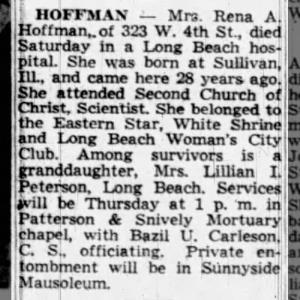 HOFFMAN — Mrs. Rena A.
Hoffman, of 323 W. 4th St., died
Saturday in a Long Beach hos-
pital. She was born at Sullivan,
Ill., and came here 28 years ago.
She attended Second Church of
Christ, Scientist. She belonged to
the Eastern Star, White Shrine
and Long Beach Woman's City
Club. Among survivors is a
granddaughter, Mrs. Lillian I.
Peterson, Long Beach. Services
will be Thursday at 1 p. m. in
Patterson & Snively Mortuary
chapel, with Bazil U. Carleson,
C. S., officiating. Private en-
tombment will be in Sunnyside
Mausoleum.